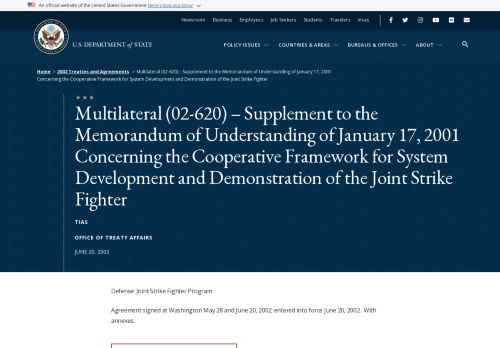 An official website of the United States Government Here's how you know
Newsroom Business Employers Job Seekers Students Travelers Visas
U.S. DEPARTMENT of STATE
POLICY ISSUES COUNTRIES & AREAS BUREAUS & OFFICES ABOUT
Home > 2002 Treaties and Agreements > Multilateral (02-620) – Supplement to the Memorandum of Understanding of January 17, 2001
Concerning the Cooperative Framework for System Development and Demonstration of the Joint Strike Fighter
Multilateral (02-620) – Supplement to the
Memorandum of Understanding of January 17, 2001
Concerning the Cooperative Framework for System
Development and Demonstration of the Joint Strike
Fighter
TIAS
OFFICE OF TREATY AFFAIRS
JUNE 20, 2002
Defense: Joint Strike Fighter Program
Agreement signed at Washington May 28 and June 20, 2002; entered into force June 20, 2002. With
annexes.